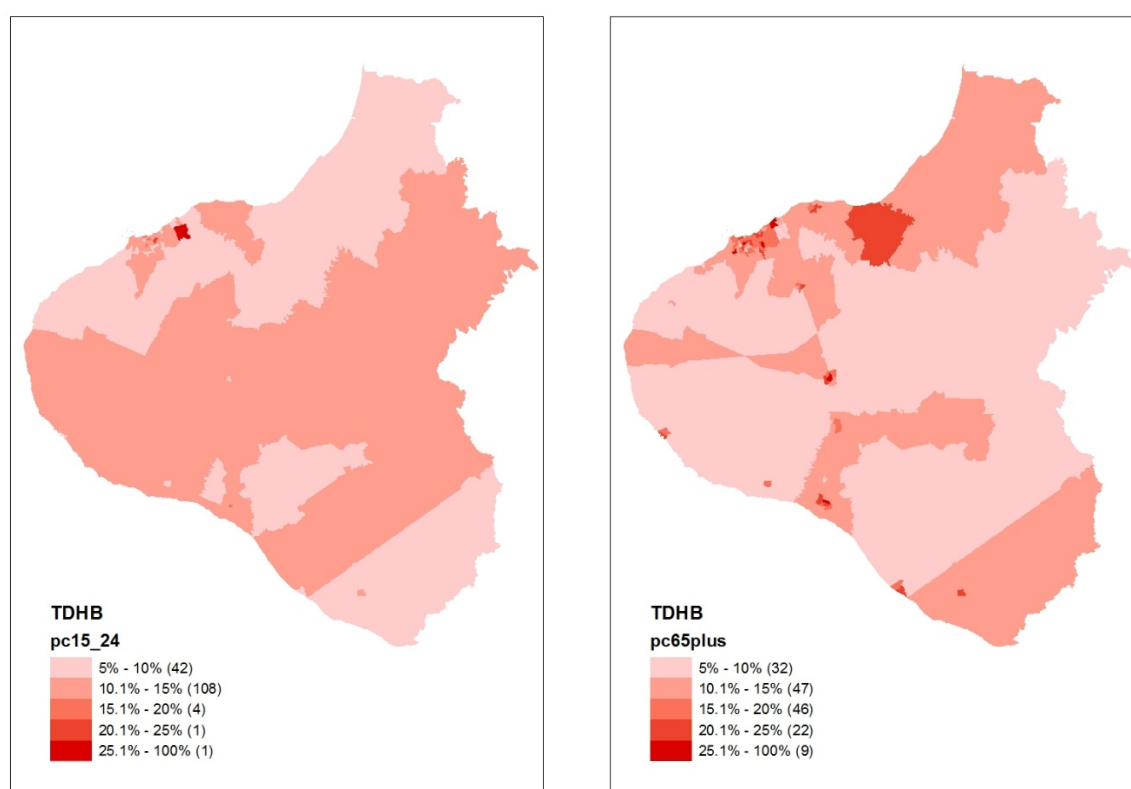 TDHB
pc15_24
5% - 10% (42)
10.1% - 15% (108)
15.1% - 20% (4)
20.1% - 25% (1)
25.1% - 100% (1)
TDHB
pc65plus
5% - 10% (32)
10.1% - 15% (47)
15.1% - 20% (46)
20.1% - 25% (22)
25.1% - 100% (9)